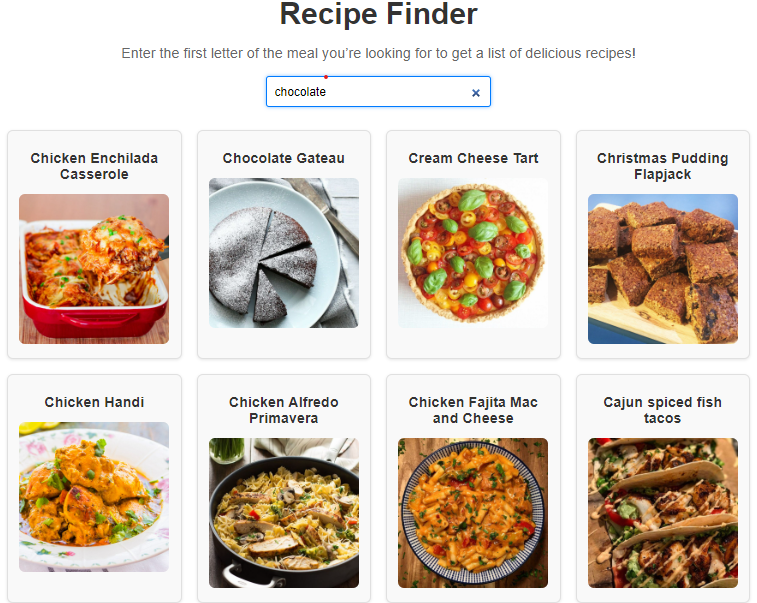 Recipe Finder
Enter the first letter of the meal you’re looking for to get a list of delicious recipes!
chocolate
Chicken Enchilada
Casserole
Chocolate Gateau
Cream Cheese Tart
Christmas Pudding
Flapjack
Chicken Handi
Chicken Alfredo
Primavera
Chicken Fajita Mac
and Cheese
Cajun spiced fish
tacos